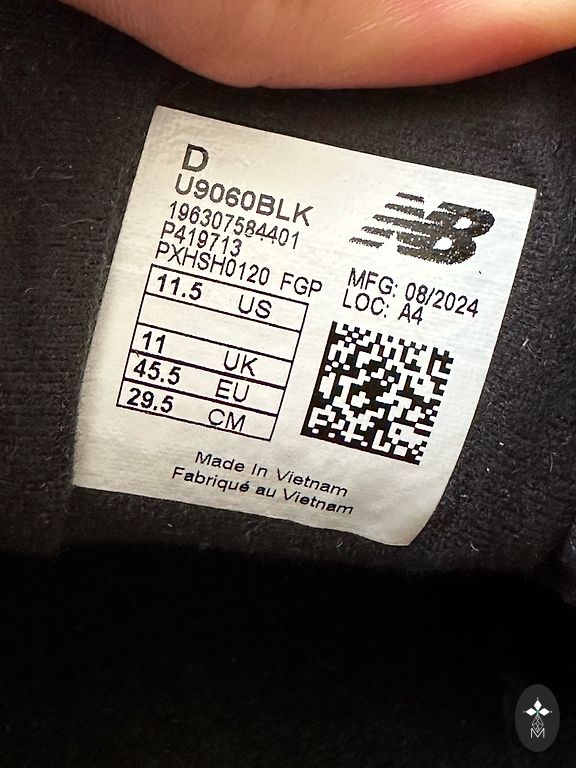 D
U9060BLK
196307584401
P419713
PXHSH0120 FGP
11.5 US
11 UK
45.5 EU
29.5 CM
NB
MFG: 08/2024
LOC: A4
Made In Vietnam
Fabriqué au Vietnam
M